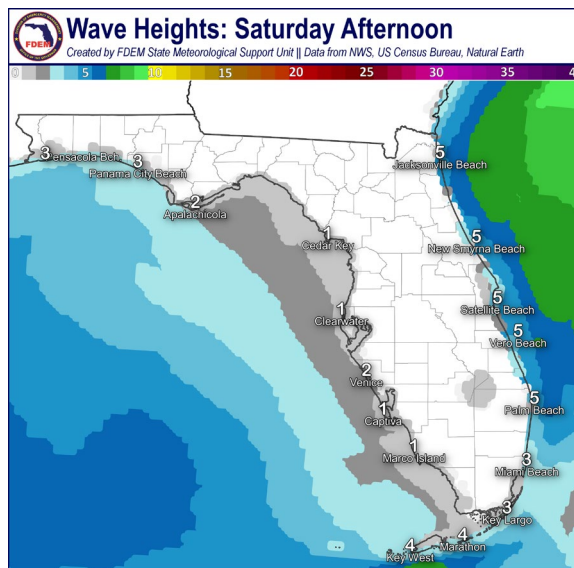 Wave Heights: Saturday Afternoon
Created by FDEM State Meteorological Support Unit || Data from NWS, US Census Bureau, Natural Earth
FDEM
0 5 10 15 20 25 30 35 4
3
Pensacola Bch.
3
Panama City Beach
5
Jacksonville Beach
2
Apalachicola
1
Cedar Key
5
New Smyrna Beach
5
Satellite Beach
1
Clearwater
5
Vero Beach
2
Venice
1
Captiva
5
Palm Beach
1
Marco Island
3
Miami Beach
3
Key Largo
4
Marathon
4
Key West